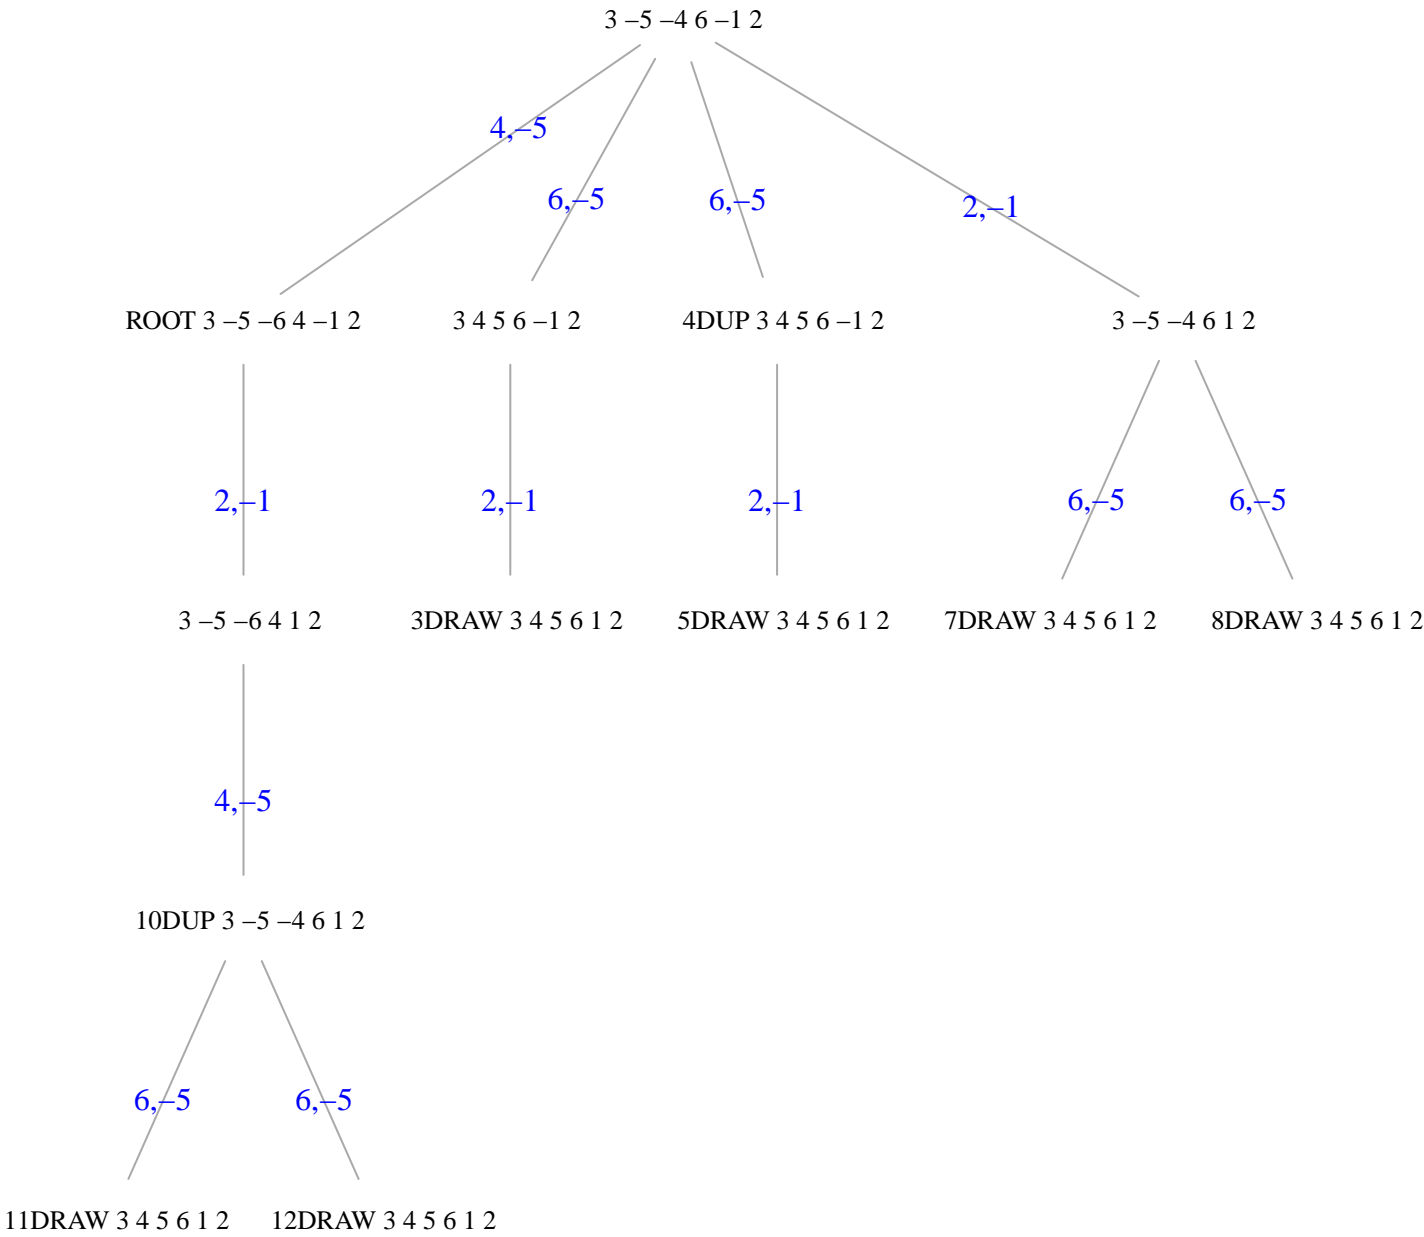 3 –5 –4 6 –1 2
4,–5
6,–5
6,–5
2,–1
ROOT 3 –5 –6 4 –1 2
3 4 5 6 –1 2
4DUP 3 4 5 6 –1 2
3 –5 –4 6 1 2
2,–1
2,–1
2,–1
6,–5
6,–5
3 –5 –6 4 1 2
3DRAW 3 4 5 6 1 2
5DRAW 3 4 5 6 1 2
7DRAW 3 4 5 6 1 2
8DRAW 3 4 5 6 1 2
4,–5
10DUP 3 –5 –4 6 1 2
6,–5
6,–5
11DRAW 3 4 5 6 1 2
12DRAW 3 4 5 6 1 2